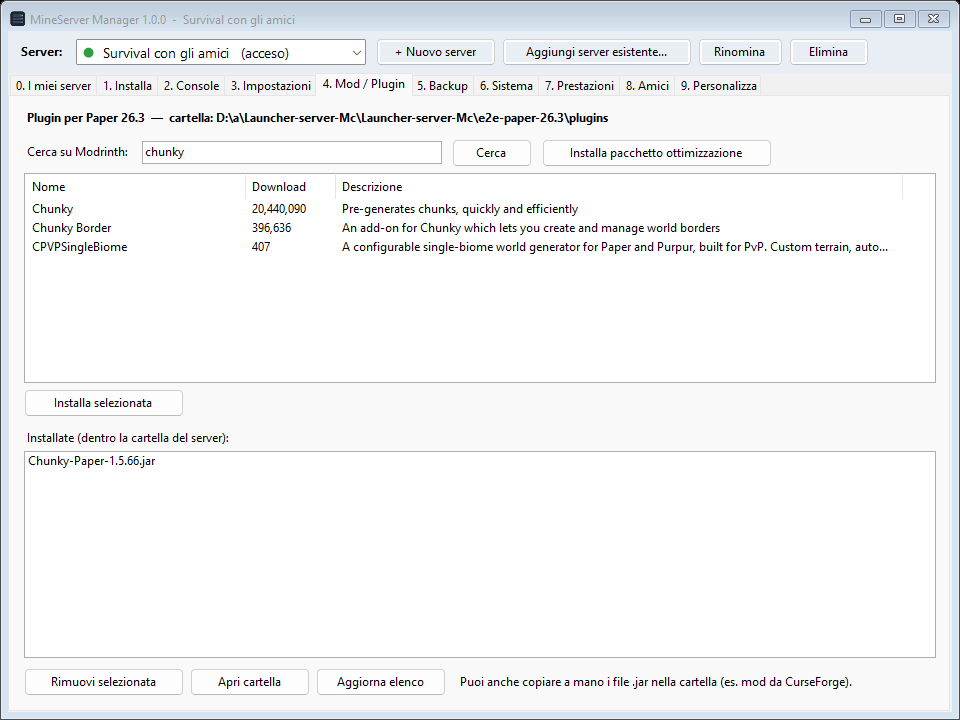 MineServer Manager 1.0.0 - Survival con gli amici
Server: Survival con gli amici (acceso) + Nuovo server Aggiungi server esistente... Rinomina Elimina
0. I miei server 1. Installa 2. Console 3. Impostazioni 4. Mod / Plugin 5. Backup 6. Sistema 7. Prestazioni 8. Amici 9. Personalizza
Plugin per Paper 26.3 — cartella: D:\a\Launcher-server-Mc\Launcher-server-Mc\e2e-paper-26.3\plugins
Cerca su Modrinth: chunky Cerca Installa pacchetto ottimizzazione
Nome Download Descrizione
Chunky 20,440,090 Pre-generates chunks, quickly and efficiently
Chunky Border 396,636 An add-on for Chunky which lets you create and manage world borders
CPVPSingleBiome 407 A configurable single-biome world generator for Paper and Purpur, built for PvP. Custom terrain, auto...
Installa selezionata
Installate (dentro la cartella del server):
Chunky-Paper-1.5.66.jar
Rimuovi selezionata Apri cartella Aggiorna elenco Puoi anche copiare a mano i file .jar nella cartella (es. mod da CurseForge).